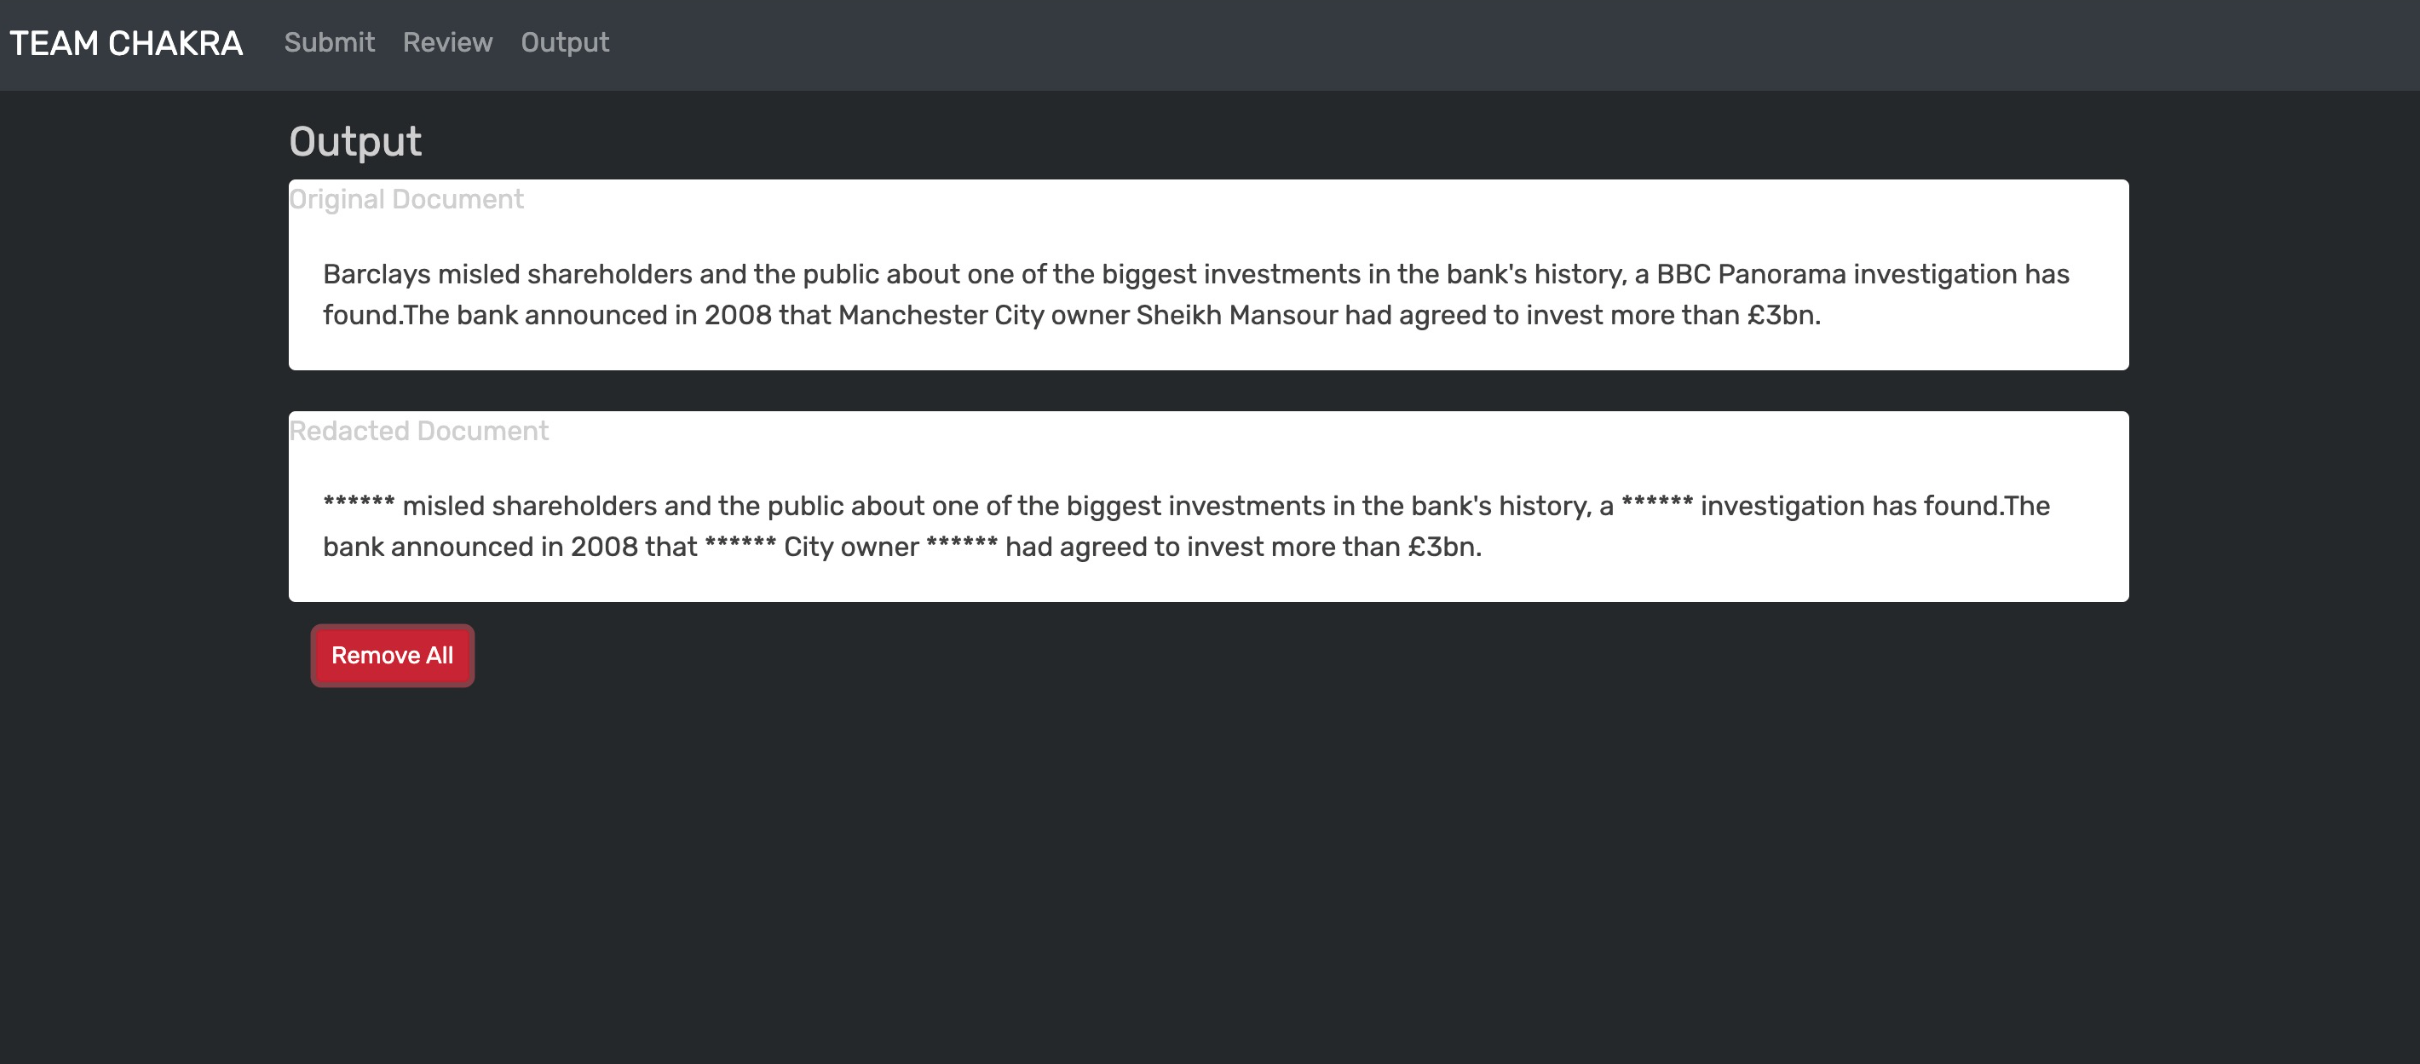 TEAM CHAKRA Submit Review Output
Output
Original Document
Barclays misled shareholders and the public about one of the biggest investments in the bank's history, a BBC Panorama investigation has
found.The bank announced in 2008 that Manchester City owner Sheikh Mansour had agreed to invest more than £3bn.
Redacted Document
****** misled shareholders and the public about one of the biggest investments in the bank's history, a ****** investigation has found.The
bank announced in 2008 that ****** City owner ****** had agreed to invest more than £3bn.
Remove All